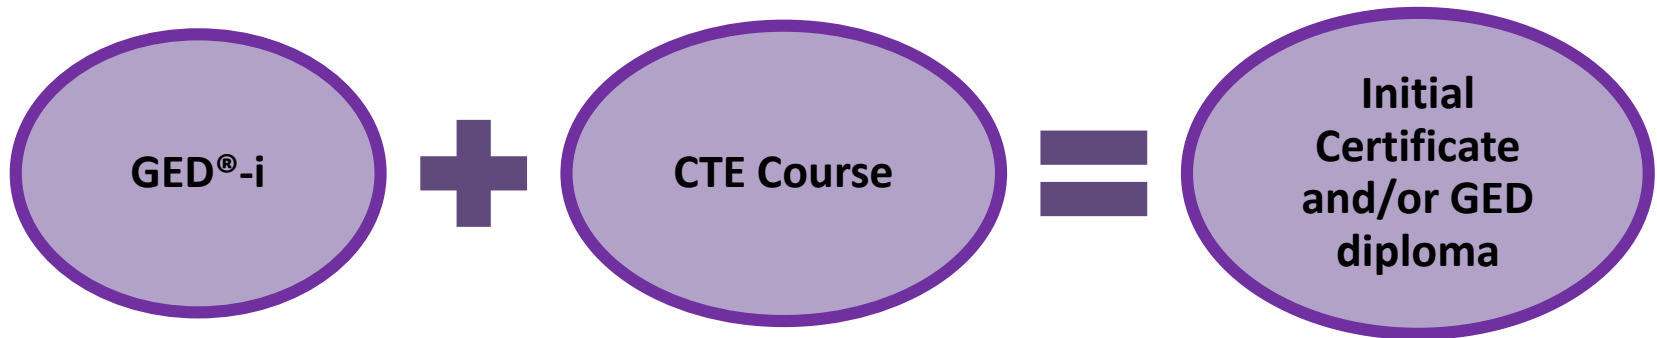 GED®-i
CTE Course
Initial
Certificate
and/or GED
diploma